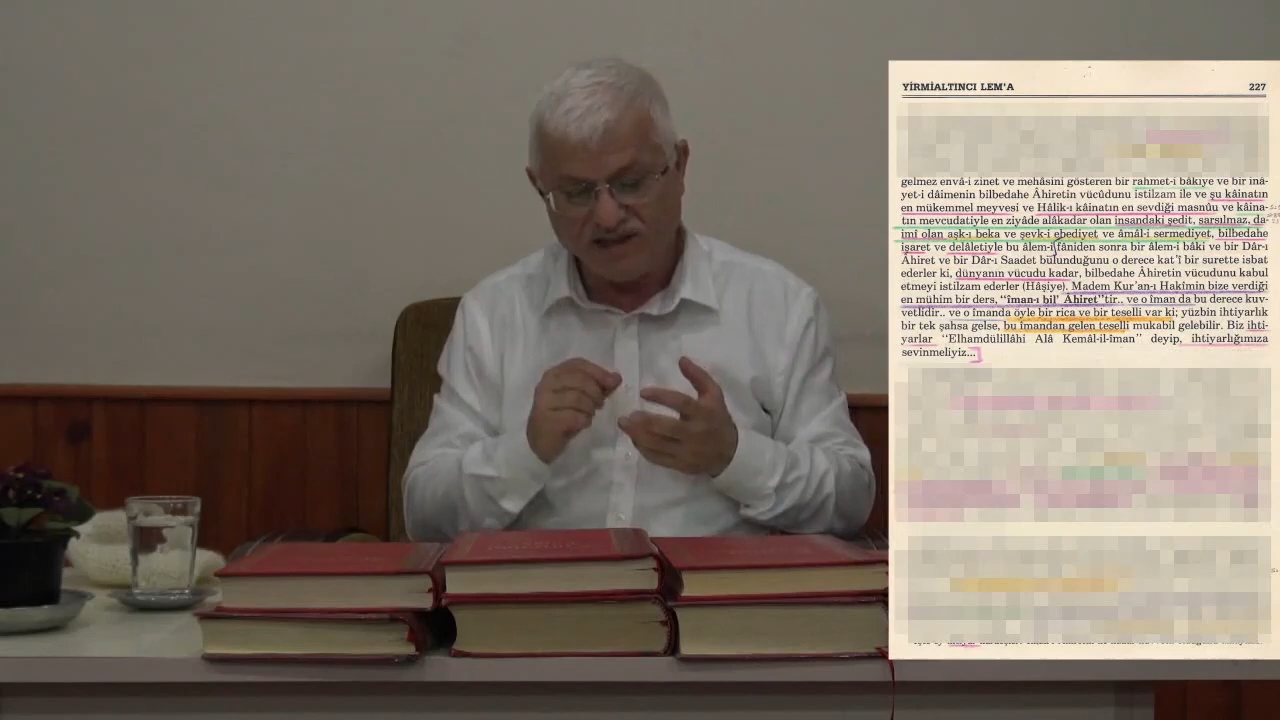 YİRMİALTINCI LEM'A 227
gelmez envâ-i zinet ve mehâsini gösteren bir rahmet-i bâkıye ve bir inâ-
yet-i dâimenin bilbedahe Âhiretin vücûdunu istilzam ile ve şu kâinatın
en mükemmel meyvesi ve Hâlik-ı kâinatın en sevdiği masnûu ve kâina-
tın mevcudatiyle en ziyâde alâkadar olan insandaki şedit, sarsılmaz, da-
imî olan aşk-ı beka ve şevk-i ebediyet ve âmâl-i sermediyet, bilbedahe
işaret ve delâletiyle bu âlem-i fâniden sonra bir âlem-i bâki ve bir Dâr-ı
Âhiret ve bir Dâr-ı Saadet bulunduğunu o derece kat'î bir surette isbat
ederler ki, dünyanın vücudu kadar, bilbedahe Âhiretin vücudunu kabul
etmeyi istilzam ederler (Hâşiye). Madem Kur'an-ı Hakîmin bize verdiği
en mühim bir ders, "îman-ı bil' Âhiret"tir.. ve o îman da bu derece kuv-
vetlidir.. ve o îmanda öyle bir rica ve bir teselli var ki; yüzbin ihtiyarlık
bir tek şahsa gelse, bu îmandan gelen teselli mukabil gelebilir. Biz ihti-
yarlar "Elhamdülillâhi Alâ Kemâl-il-îman" deyip, ihtiyarlığımıza
sevinmeliyiz...